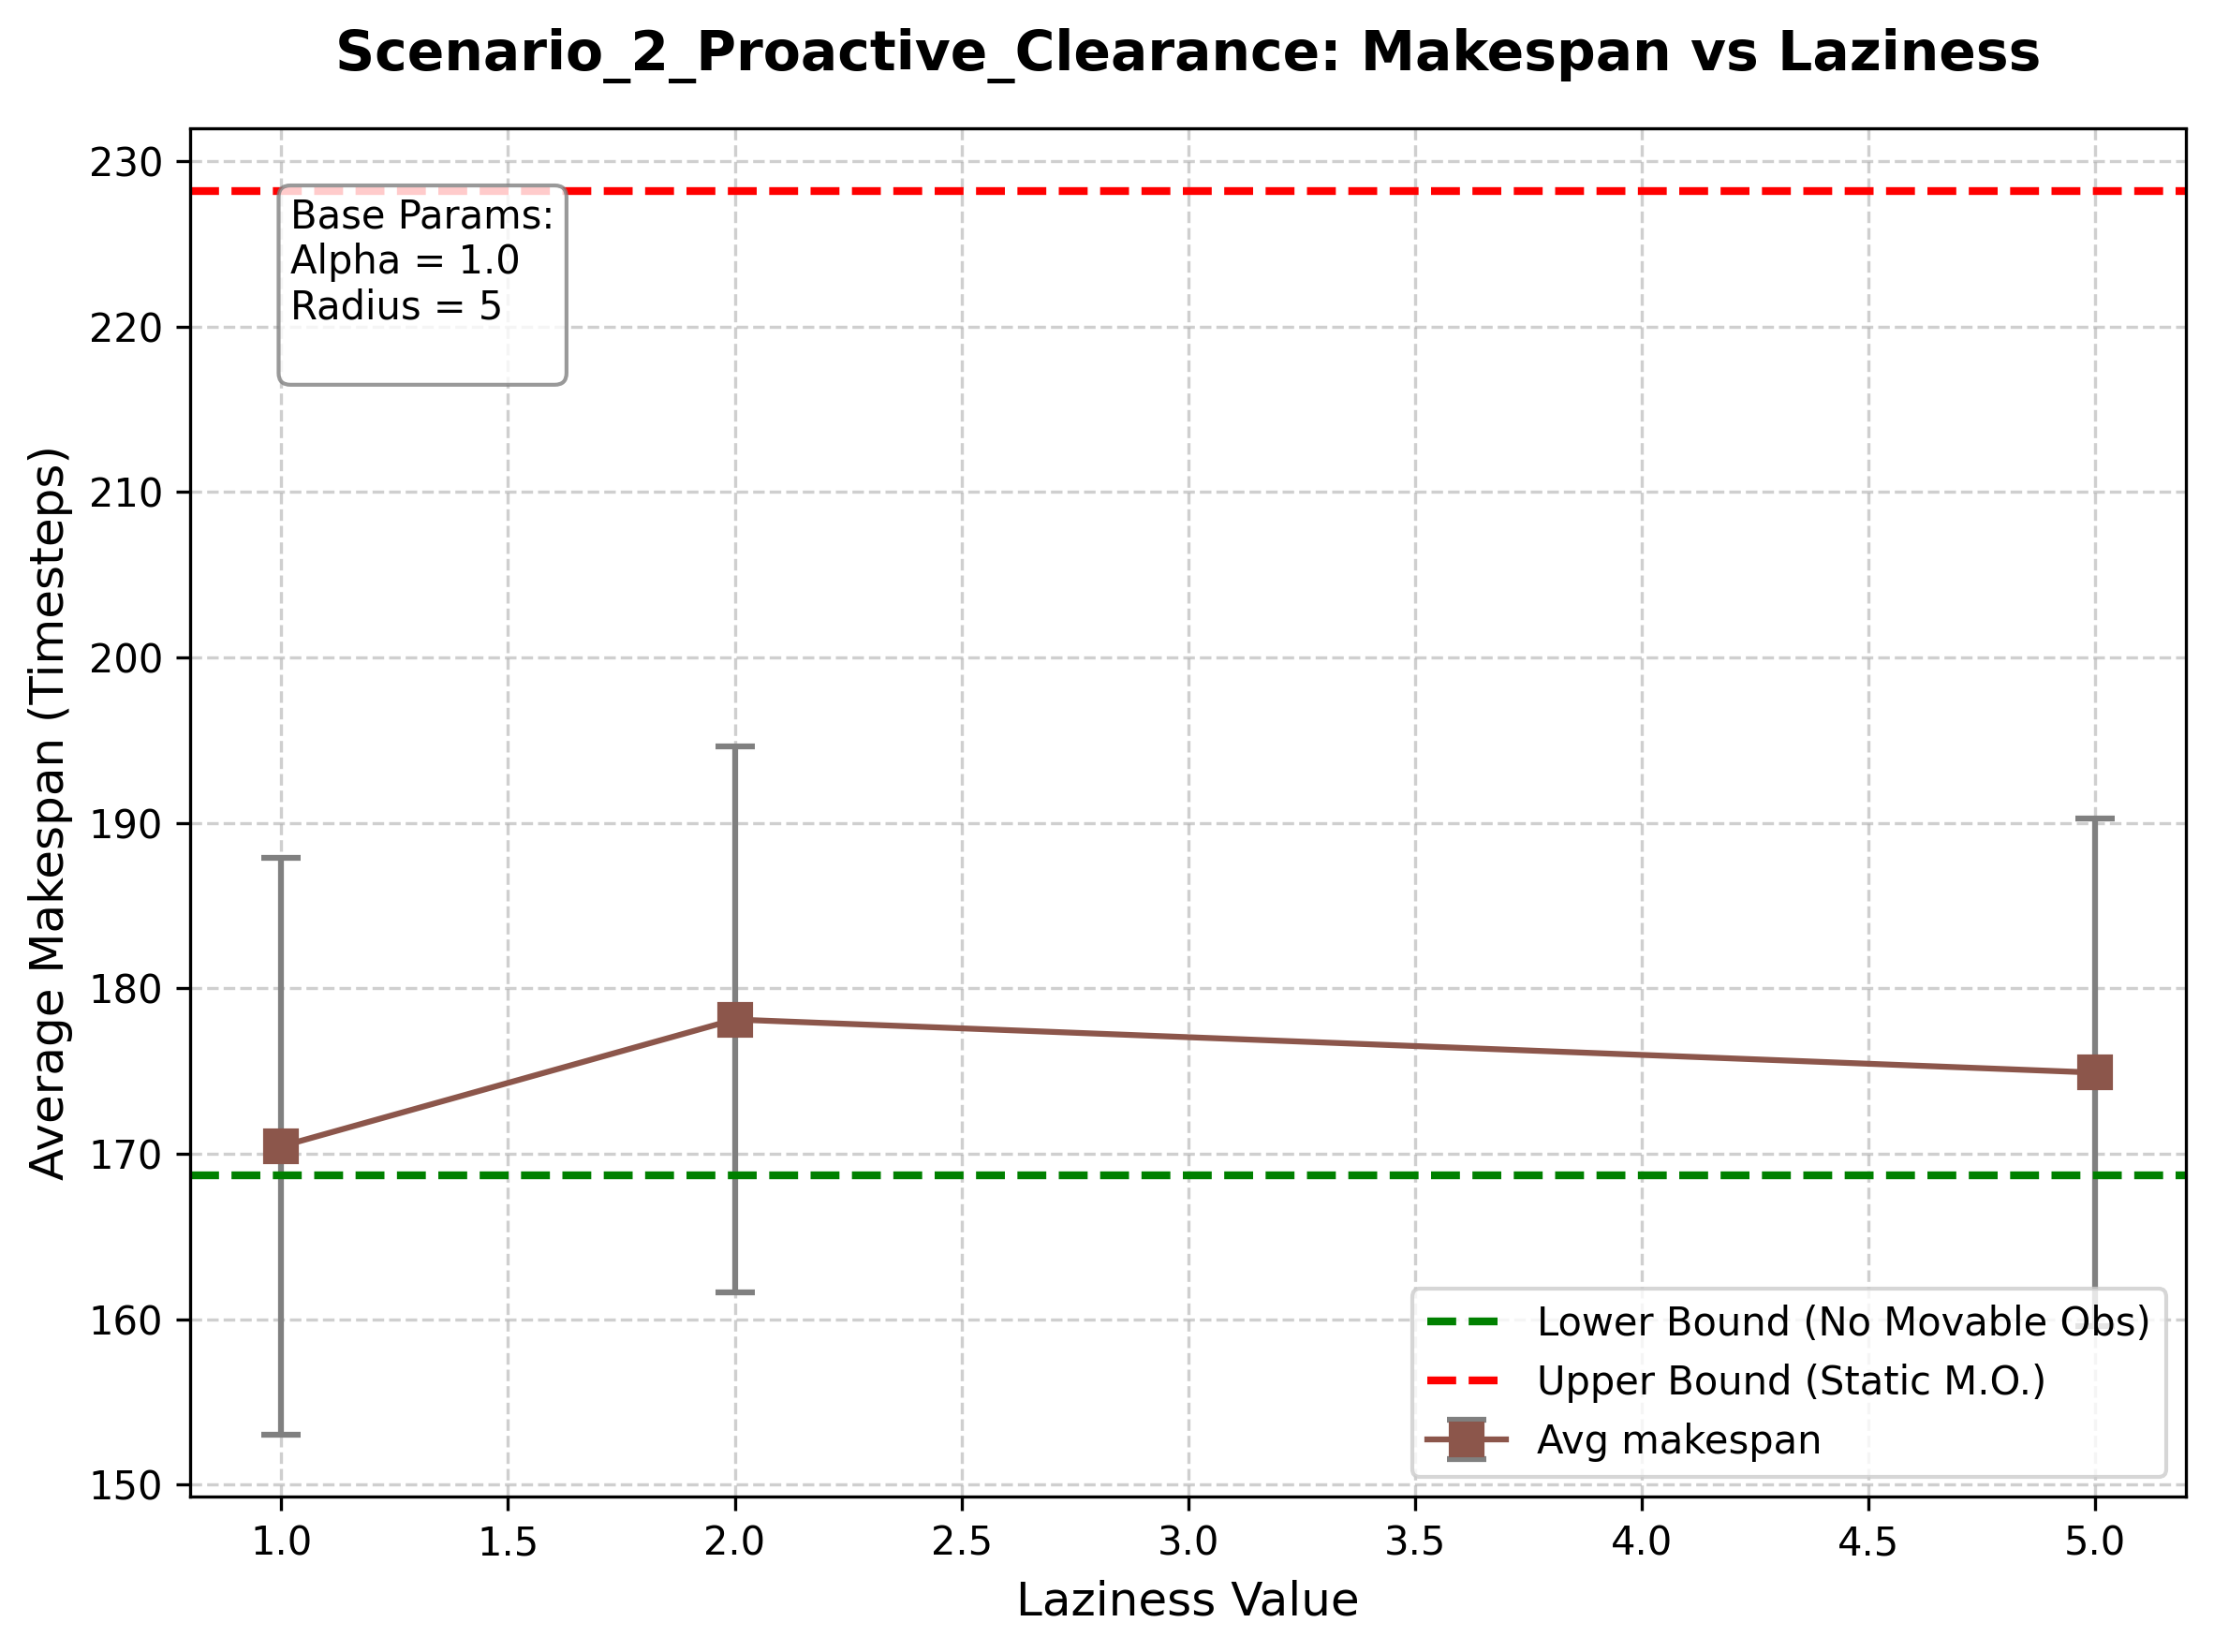 Scenario_2_Proactive_Clearance: Makespan vs Laziness
Average Makespan (Timesteps)
230
220
210
200
190
180
170
160
150
Base Params:
Alpha = 1.0
Radius = 5
Lower Bound (No Movable Obs)
Upper Bound (Static M.O.)
Avg makespan
1.0 1.5 2.0 2.5 3.0 3.5 4.0 4.5 5.0
Laziness Value